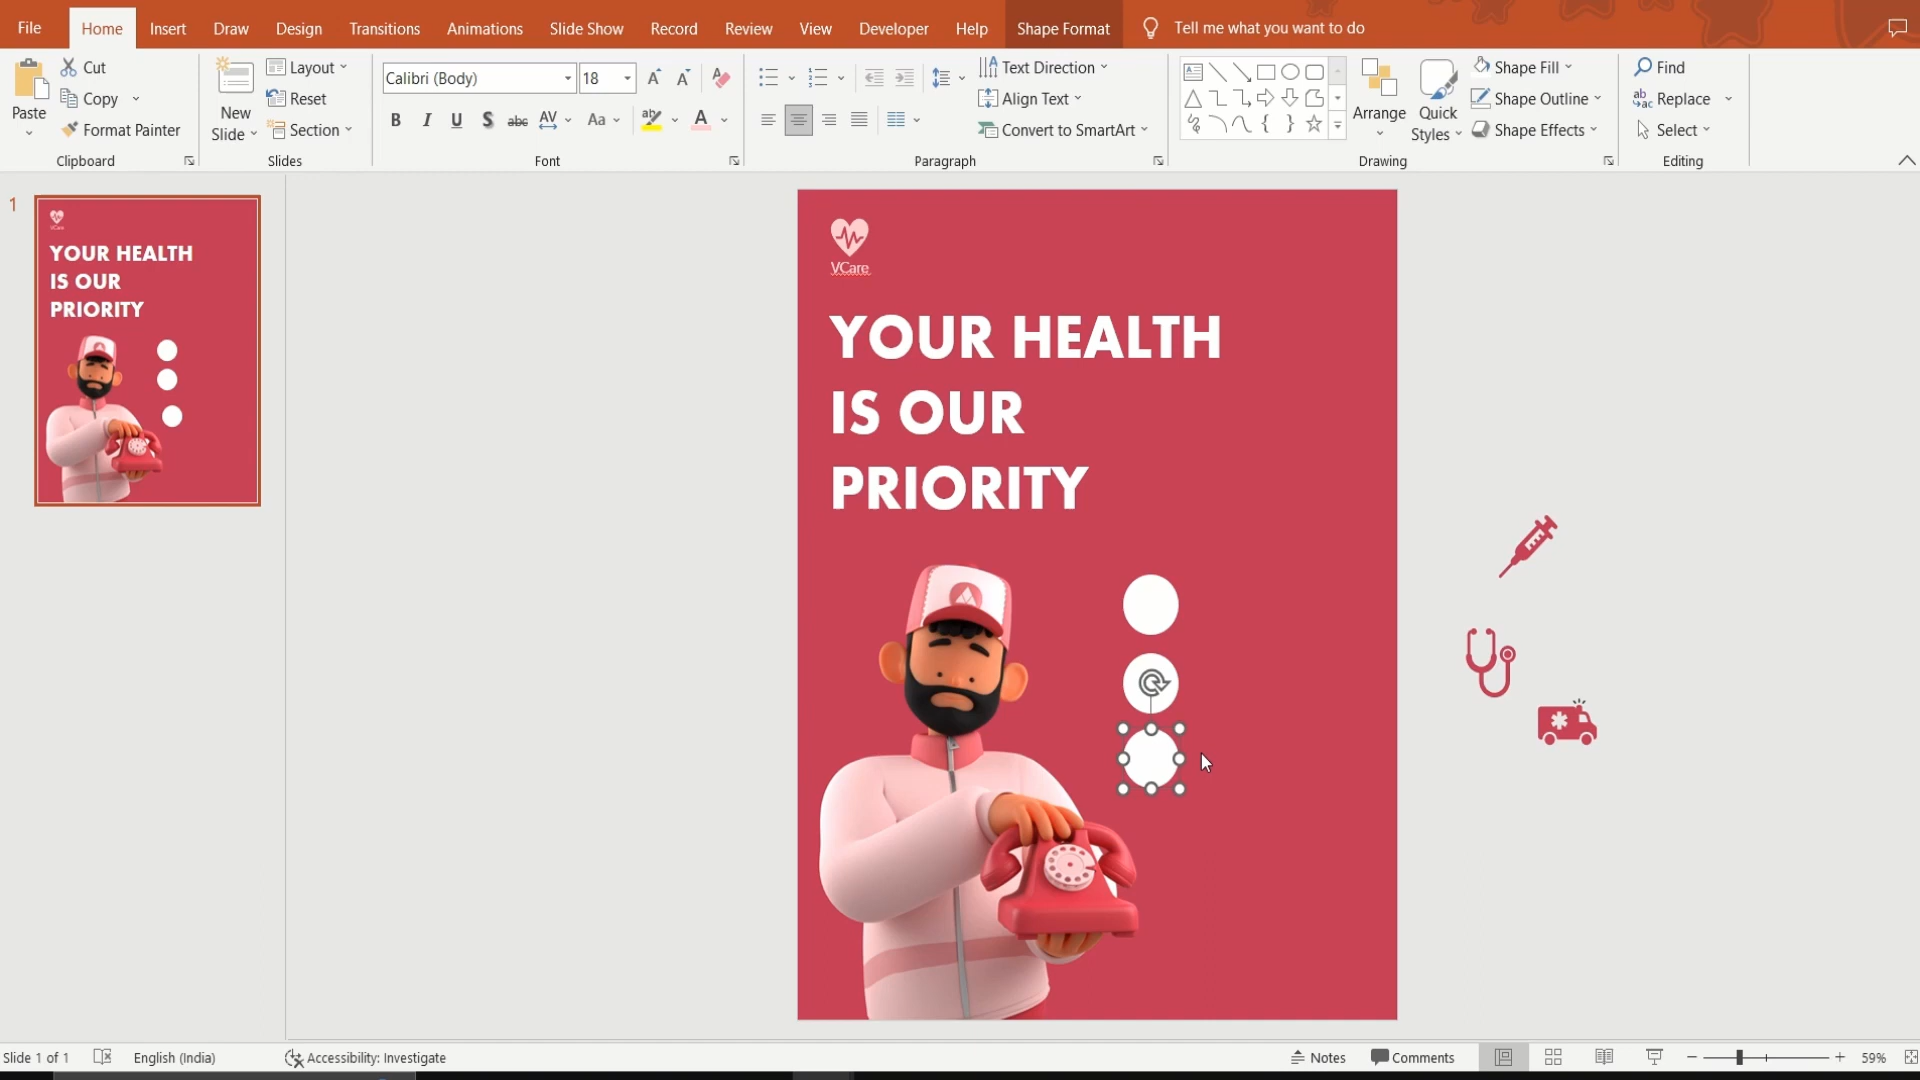 File
Home
Insert
Draw
Design
Transitions
Animations
Slide Show
Record
Review
View
Developer
Help
Shape Format
Tell me what you want to do
Paste
Cut
Copy
Format Painter
Clipboard
New
Slide
Layout
Reset
Section
Slides
Calibri (Body)
18
B I U S abc AV Aa A
Font
Text Direction
Align Text
Convert to SmartArt
Paragraph
Arrange
Quick
Styles
Shape Fill
Shape Outline
Shape Effects
Drawing
Find
Replace
Select
Editing
1
VCare
YOUR HEALTH
IS OUR
PRIORITY
VCare
YOUR HEALTH
IS OUR
PRIORITY
Slide 1 of 1
English (India)
Accessibility: Investigate
Notes
Comments
59%